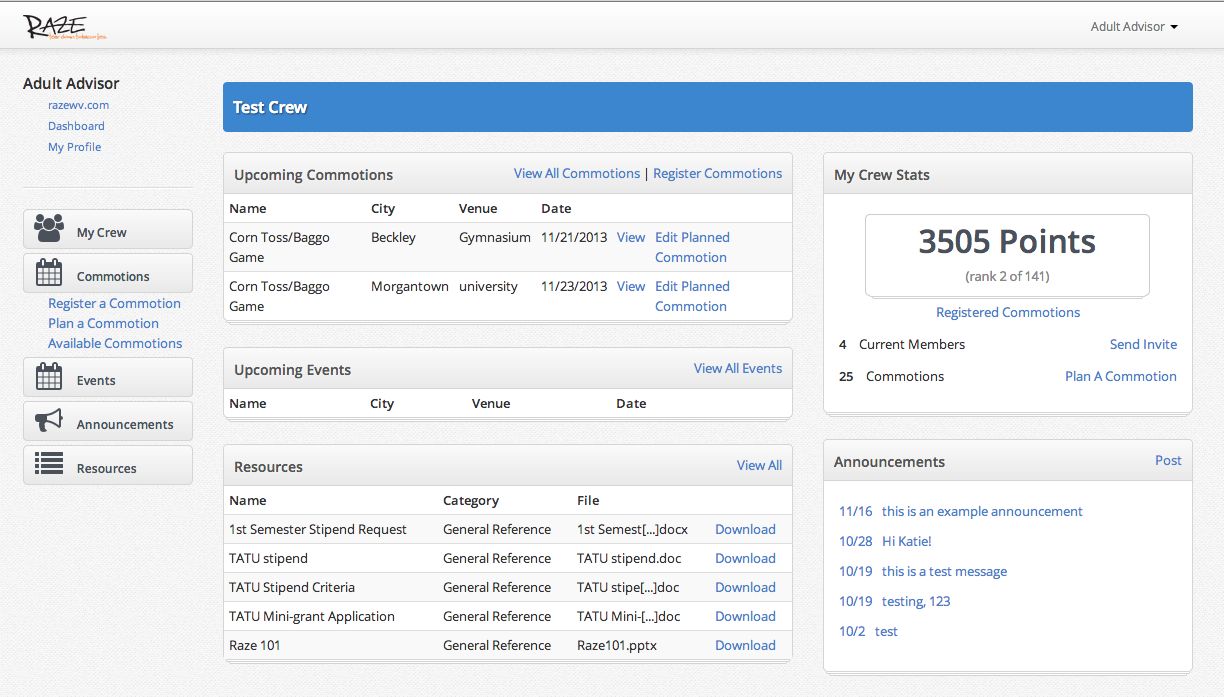 RAZE
Adult Advisor
Adult Advisor
razewv.com
Dashboard
My Profile
My Crew
Commotions
Register a Commotion
Plan a Commotion
Available Commotions
Events
Announcements
Resources
Test Crew
Upcoming Commotions View All Commotions | Register Commotions
Name City Venue Date
Corn Toss/Baggo Beckley Gymnasium 11/21/2013 View Edit Planned
Game Commotion
Corn Toss/Baggo Morgantown university 11/23/2013 View Edit Planned
Game Commotion
Upcoming Events View All Events
Name City Venue Date
Resources View All
Name Category File
1st Semester Stipend Request General Reference 1st Semest[...]docx Download
TATU stipend General Reference TATU stipend.doc Download
TATU Stipend Criteria General Reference TATU stipe[...]doc Download
TATU Mini-grant Application General Reference TATU Mini-[...]doc Download
Raze 101 General Reference Raze101.pptx Download
My Crew Stats
3505 Points
(rank 2 of 141)
Registered Commotions
4 Current Members Send Invite
25 Commotions Plan A Commotion
Announcements Post
11/16 this is an example announcement
10/28 Hi Katie!
10/19 this is a test message
10/19 testing, 123
10/2 test